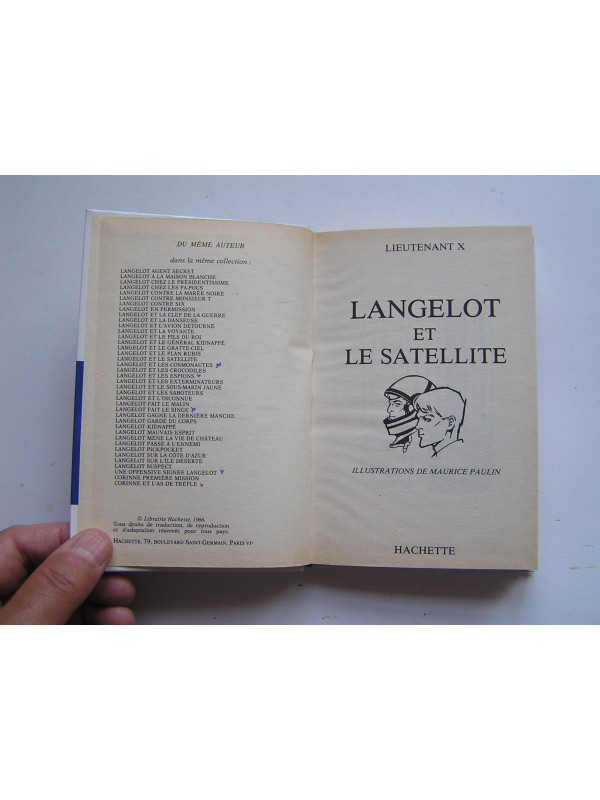 DU MÊME AUTEUR
dans la même collection :
LANGELOT AGENT SECRET
LANGELOT A LA MAISON BLANCHE
LANGELOT CHEZ LE PRÉSIDENTISSIME
LANGELOT CHEZ LES PA-POUS
LANGELOT CONTRE LA MARÉE NOIRE
LANGELOT CONTRE MONSIEUR T
LANGELOT CONTRE SIX
LANGELOT EN PERMISSION
LANGELOT ET LA CLEF DE LA GUERRE
LANGELOT ET LA DANSEUSE
LANGELOT ET L'AVION DÉTOURNÉ
LANGELOT ET LA VOYANTE
LANGELOT ET LE FILS DU ROI
LANGELOT ET LE GÉNÉRAL KIDNAPPÉ
LANGELOT ET LE GRATTE-CIEL
LANGELOT ET LE PLAN RUBIS
LANGELOT ET LE SATELLITE
LANGELOT ET LES COSMONAUTES
LANGELOT ET LES CROCODILES
LANGELOT ET LES ESPIONS
LANGELOT ET LES EXTERMINATEURS
LANGELOT ET LE SOUS-MARIN JAUNE
LANGELOT ET LES SABOTEURS
LANGELOT ET L'INCONNUE
LANGELOT FAIT LE MALIN
LANGELOT FAIT LE SINGE
LANGELOT GAGNE LA DERNIÈRE MANCHE
LANGELOT GARDE DU CORPS
LANGELOT KIDNAPPÉ
LANGELOT MAUVAIS ESPRIT
LANGELOT MÈNE LA VIE DE CHÂTEAU
LANGELOT PASSE A L'ENNEMI
LANGELOT PICKPOCKET
LANGELOT SUR LA CÔTE D'AZUR
LANGELOT SUR L'ÎLE DÉSERTE
LANGELOT SUSPECT
UNE OFFENSIVE SIGNÉE LANGELOT
CORINNE PREMIÈRE MISSION
CORINNE ET L'AS DE TRÈFLE
© Librairie Hachette, 1966.
Tous droits de traduction, de reproduction
et d'adaptation réservés pour tous pays.
HACHETTE, 79, BOULEVARD SAINT-GERMAIN, PARIS VIᵉ
LIEUTENANT X
LANGELOT
ET
LE SATELLITE
ILLUSTRATIONS DE MAURICE PAULIN
HACHETTE